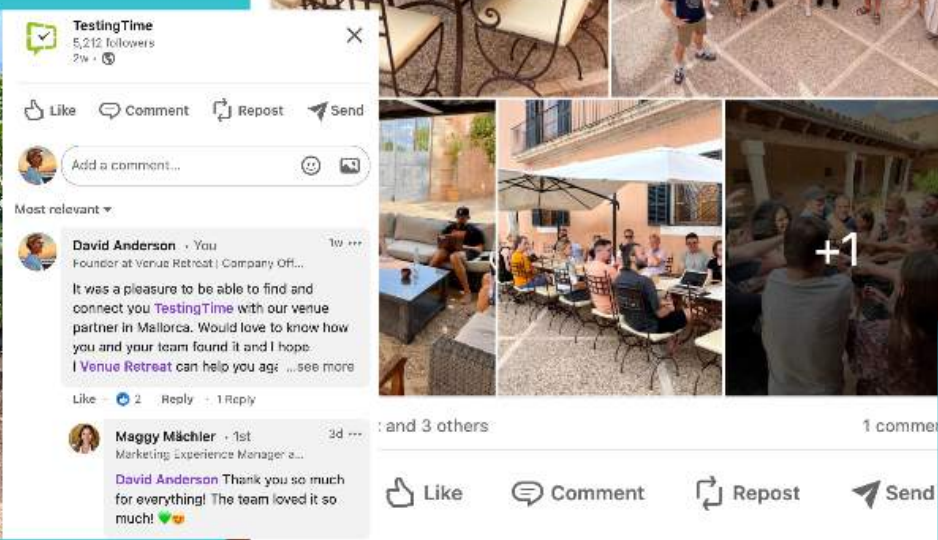 TestingTime
5,212 followers
2w •
Like Comment Repost Send
Add a comment...
Most relevant
David Anderson • You 1w •••
Founder at Venue Retreat | Company Off...
It was a pleasure to be able to find and
connect you TestingTime with our venue
partner in Mallorca. Would love to know how
you and your team found it and I hope
I Venue Retreat can help you aga ...see more
Like • 2 Reply • 1 Reply
Maggy Mächler • 1st 3d •••
Marketing Experience Manager a...
David Anderson Thank you so much
for everything! The team loved it so
much! 💚😍
+1
and 3 others 1 commen
Like Comment Repost Send